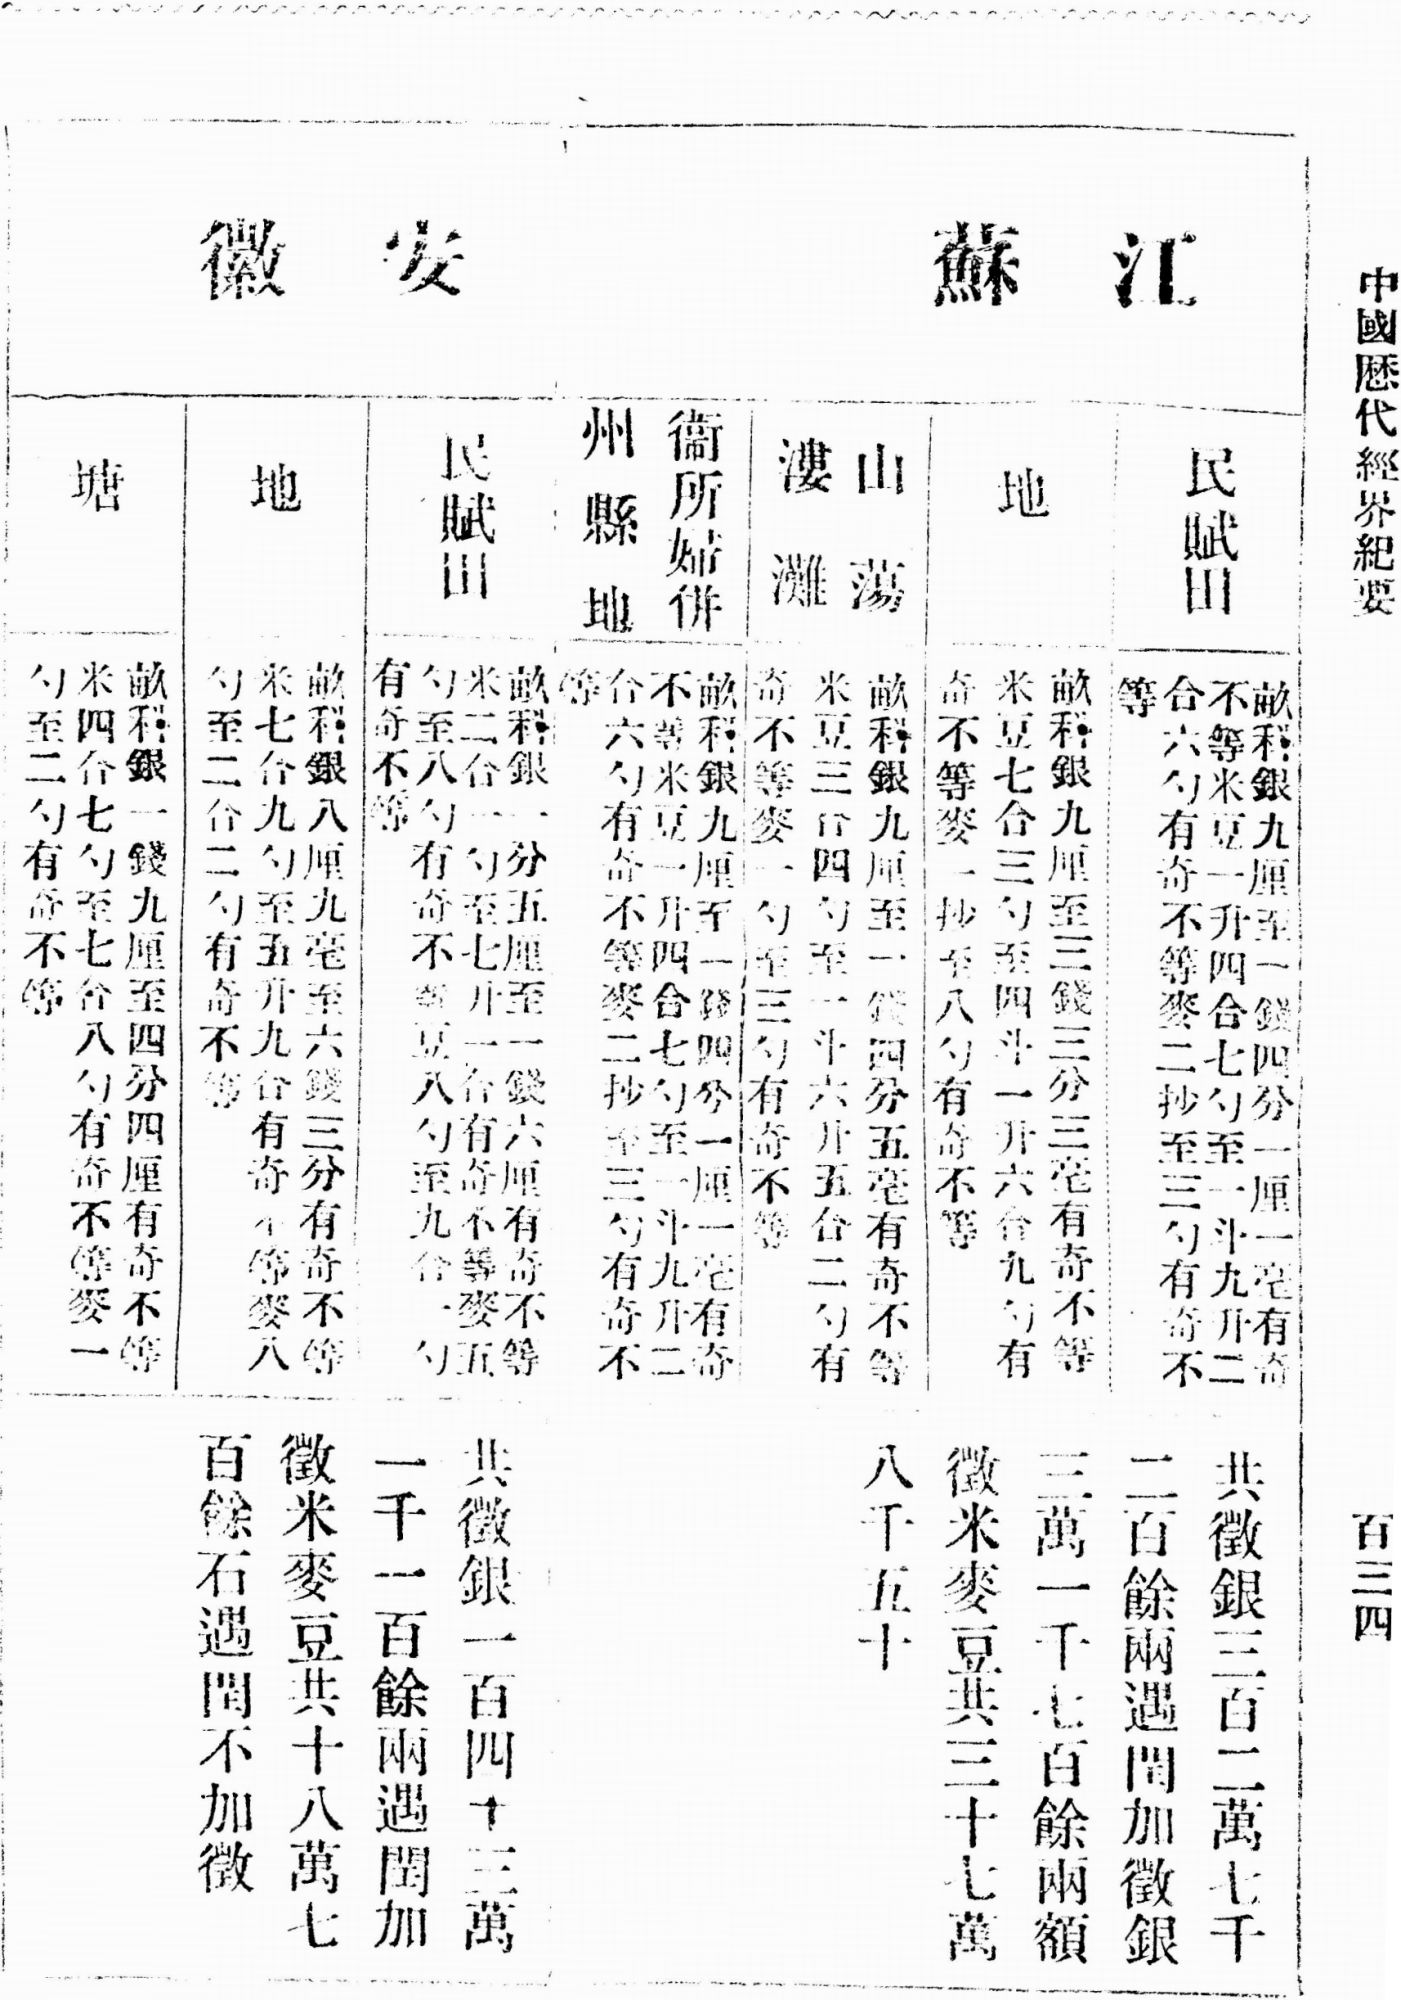 中國歷代經界紀要
百三四
江蘇
民賦田
畝科銀九厘至一錢四分一厘一毫有奇
不等米豆一升四合七勺至一斗九升二
合六勺有奇不等麥二抄至三勺有奇不
等
地
畝科銀九厘至三錢三分三毫有奇不等
米豆七合三勺至四斗一升六合九勺有
奇不等麥一抄至八勺有奇不等
山蕩
漊灘
畝科銀九厘至一錢四分五毫有奇不等
米豆三合四勺至一斗六升五合二勺有
奇不等麥一勺至三勺有奇不等
衞所歸併
州縣地
畝科銀九厘至一錢四分一厘一毫有奇
不等米豆一升四合七勺至一斗九升二
合六勺有奇不等麥二抄至三勺有奇不
等
共徵銀三百二萬七千
二百餘兩遇閏加徵銀
三萬一千七百餘兩額
徵米麥豆共三十七萬
八千五十
安徽
民賦田
畝科銀一分五厘至一錢六厘有奇不等
米二合一勺至七升一合有奇不等麥五
勺至八勺有奇不等豆八勺至九合一勺
有奇不等
地
畝科銀八厘九毫至六錢三分有奇不等
米七合九勺至五升九合有奇不等麥八
勺至二合二勺有奇不等
塘
畝科銀一錢九厘至四分四厘有奇不等
米四合七勺至七合八勺有奇不等麥一
勺至二勺有奇不等
共徵銀一百四十三萬
一千一百餘兩遇閏加
徵米麥豆共十八萬七
百餘石遇閏不加徵